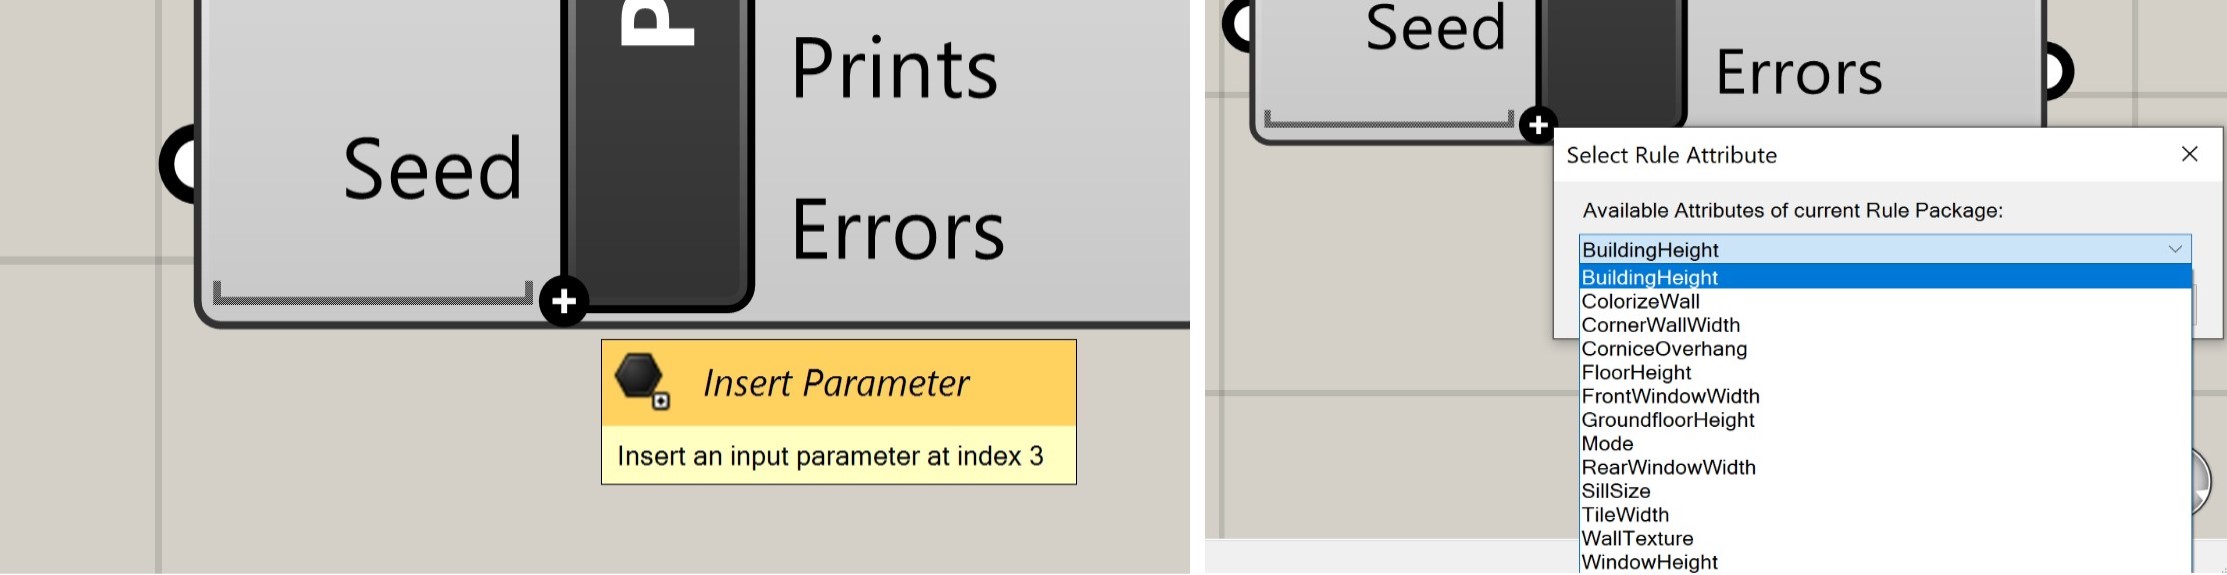 P
Prints
Seed
Errors
Insert Parameter
Insert an input parameter at index 3
Seed
Errors
Select Rule Attribute
Available Attributes of current Rule Package:
BuildingHeight
BuildingHeight
ColorizeWall
CornerWallWidth
CorniceOverhang
FloorHeight
FrontWindowWidth
GroundfloorHeight
Mode
RearWindowWidth
SillSize
TileWidth
WallTexture
WindowHeight